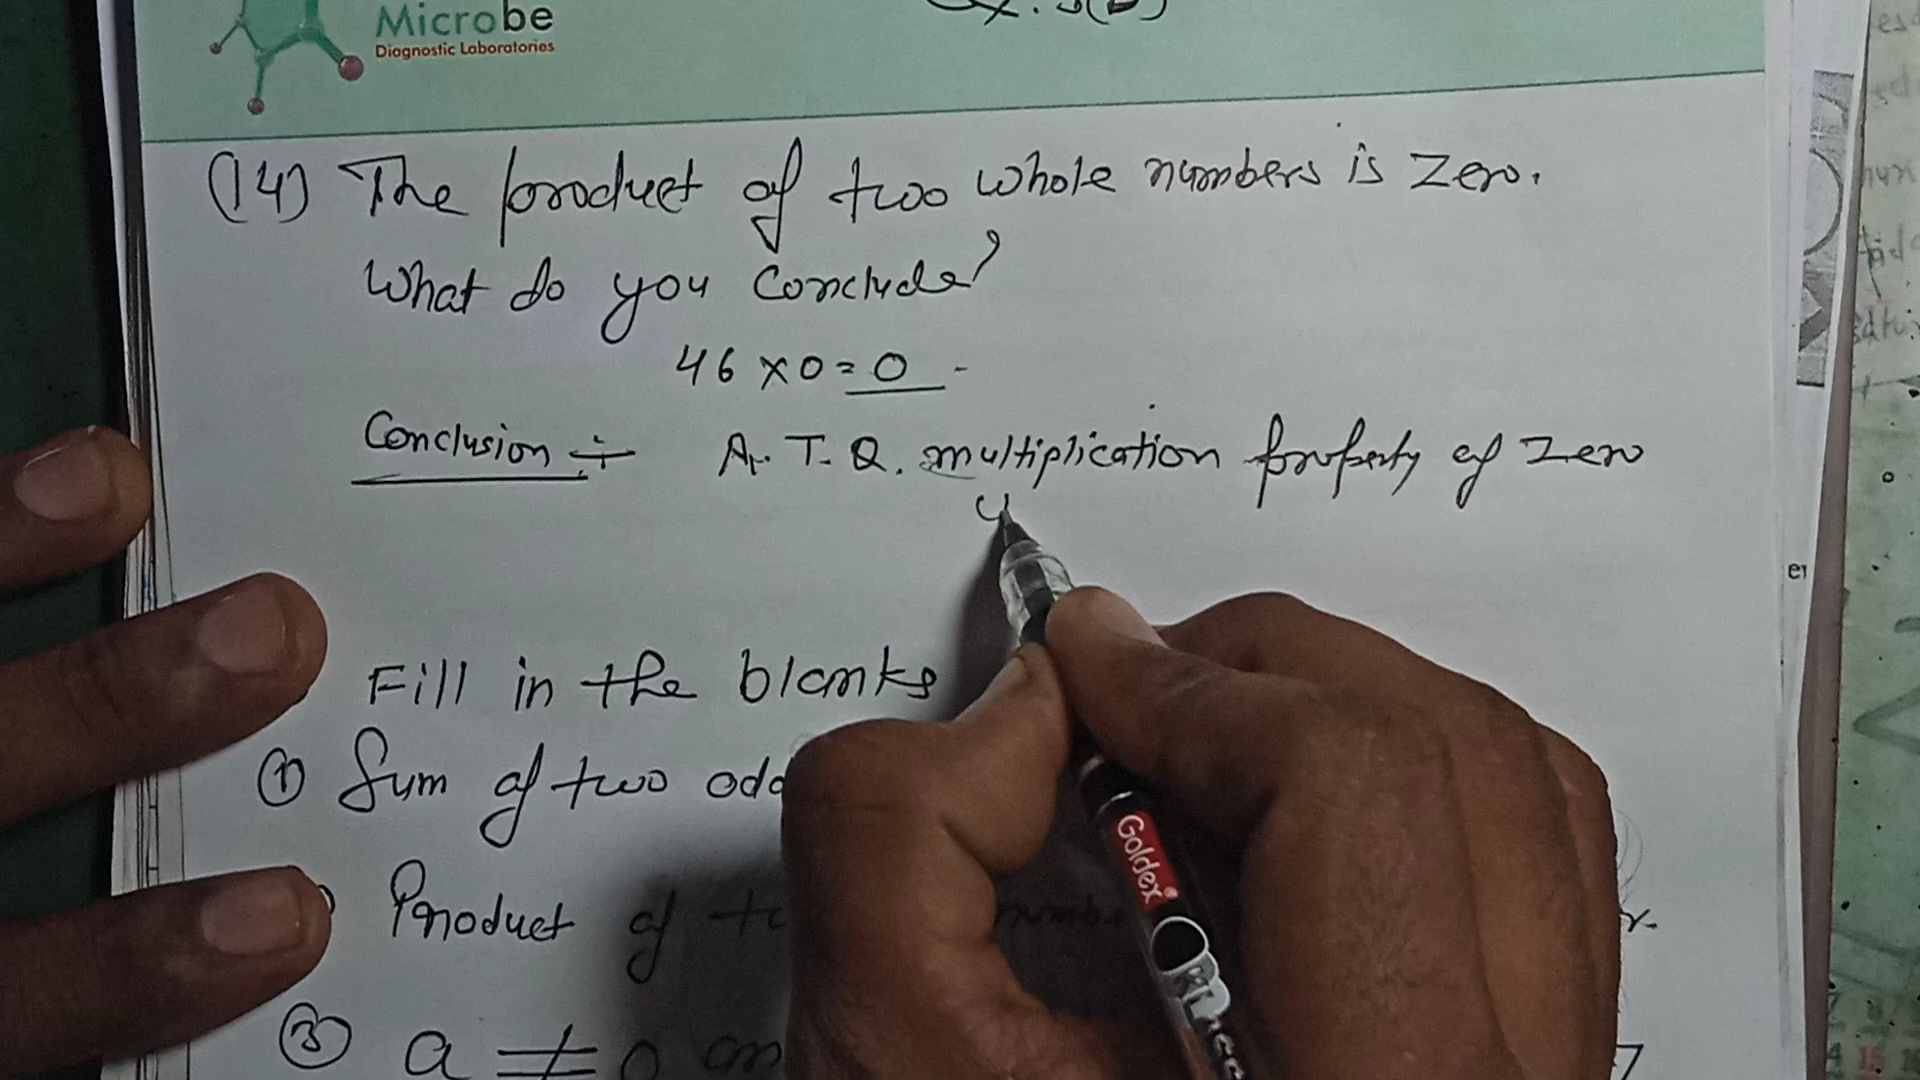 Microbe
Diagnostic Laboratories
(14) The product of two whole numbers is zero.
What do you conclude?
46 × 0 = 0
Conclusion ÷ A.T.Q. multiplication property of zero
Fill in the blanks
① Sum of two odd
Product of
③ a ≠ 0
Goldex